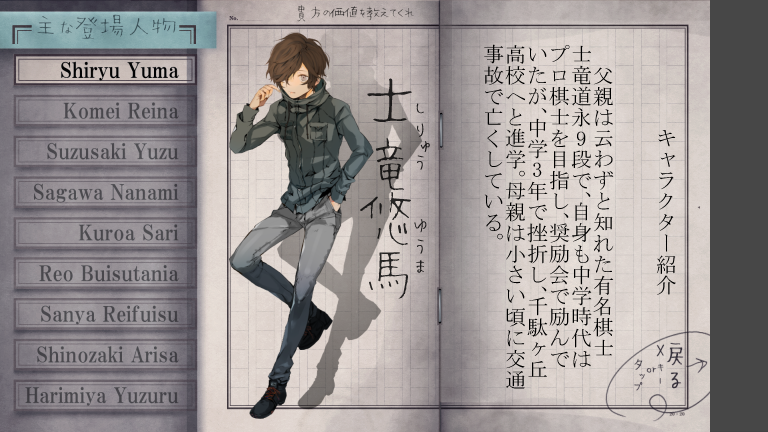 主な登場人物
Shiryu Yuma
Komei Reina
Suzusaki Yuzu
Sagawa Nanami
Kuroa Sari
Reo Buisutania
Sanya Reifuisu
Shinozaki Arisa
Harimiya Yuzuru
No.
貴方の価値を教えてくれ
士竜悠馬
しりゅう ゆうま
キャラクター紹介
父親は云わずと知れた有名棋士
士竜道永９段で、自身も中学時代は
プロ棋士を目指し、奨励会で励んで
いたが、中学３年で挫折し、千駄ヶ丘
高校へと進学。母親は小さい頃に交通
事故で亡くしている。
戻る
Xキー
or
タップ